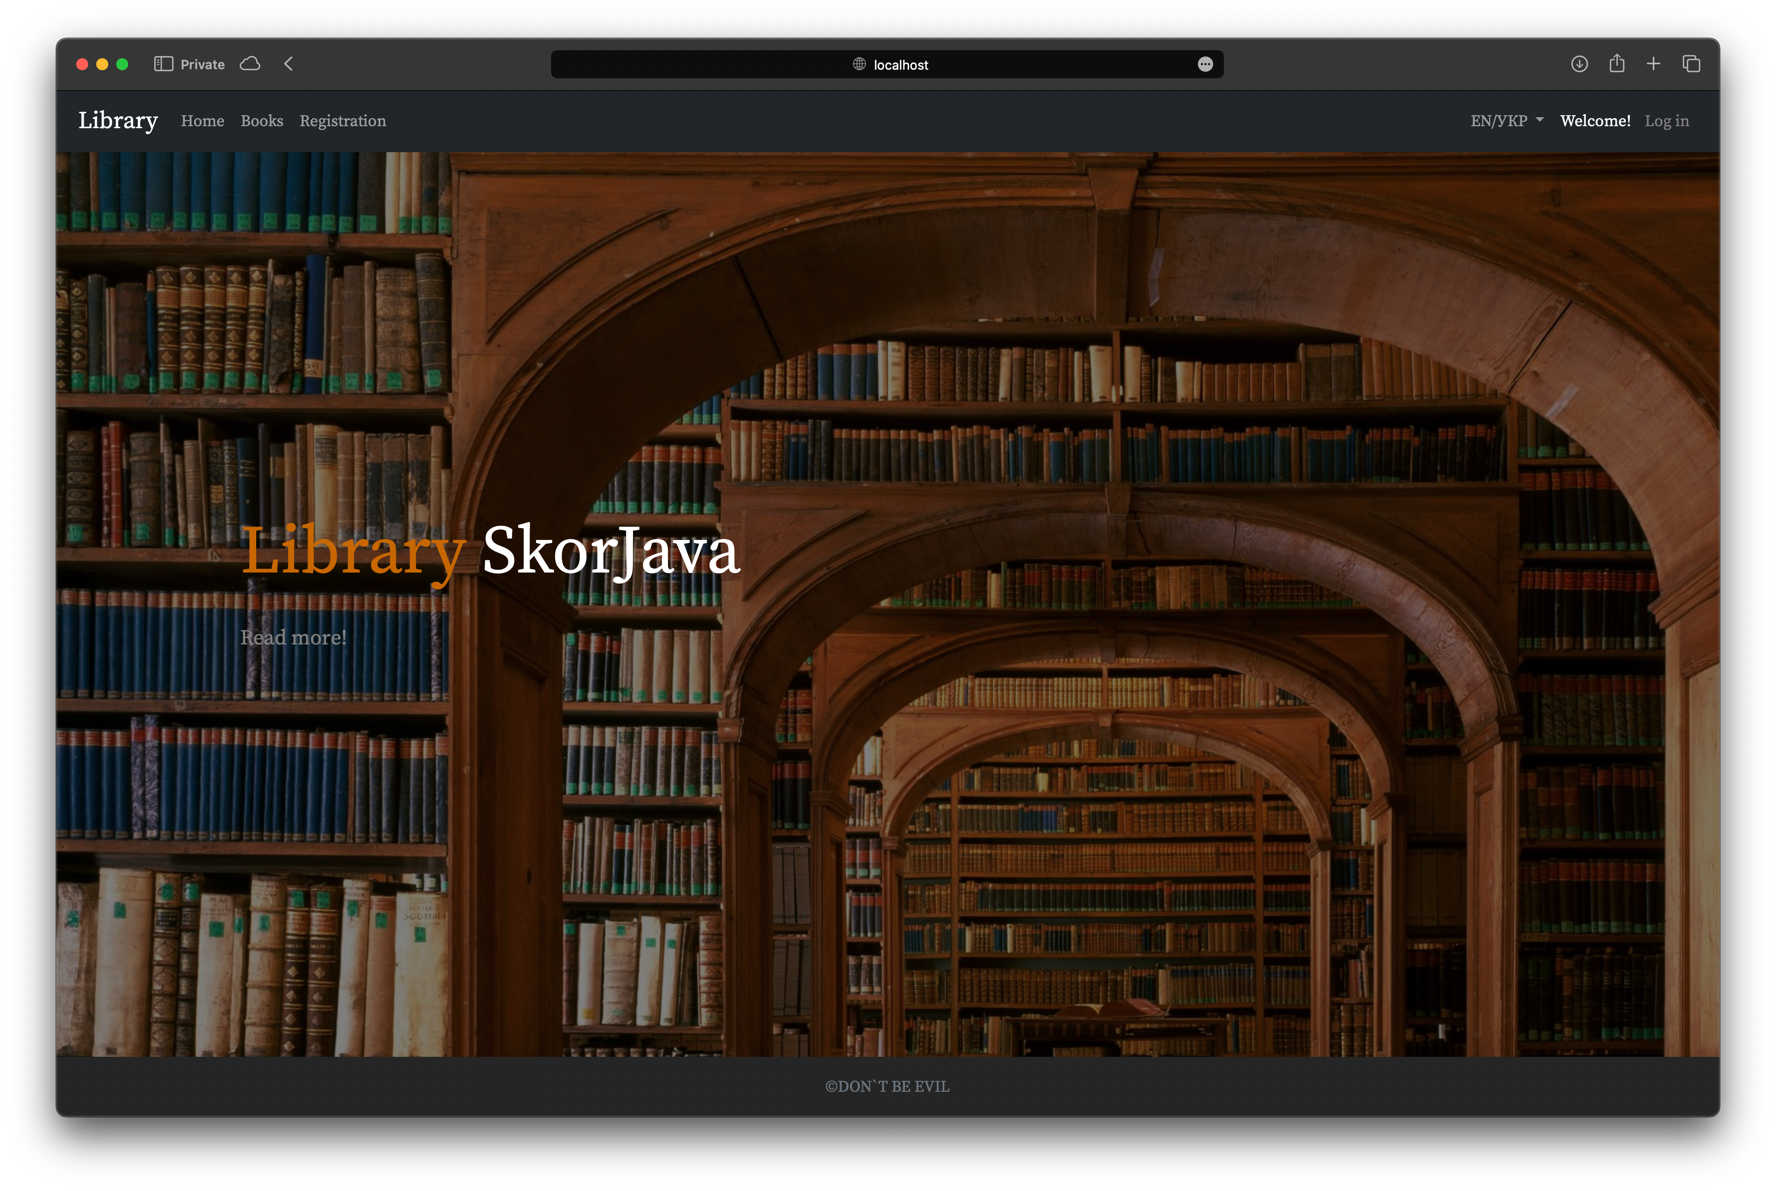 Private
localhost
Library Home Books Registration EN/УКР Welcome! Log in
Library SkorJava
Read more!
©DON`T BE EVIL